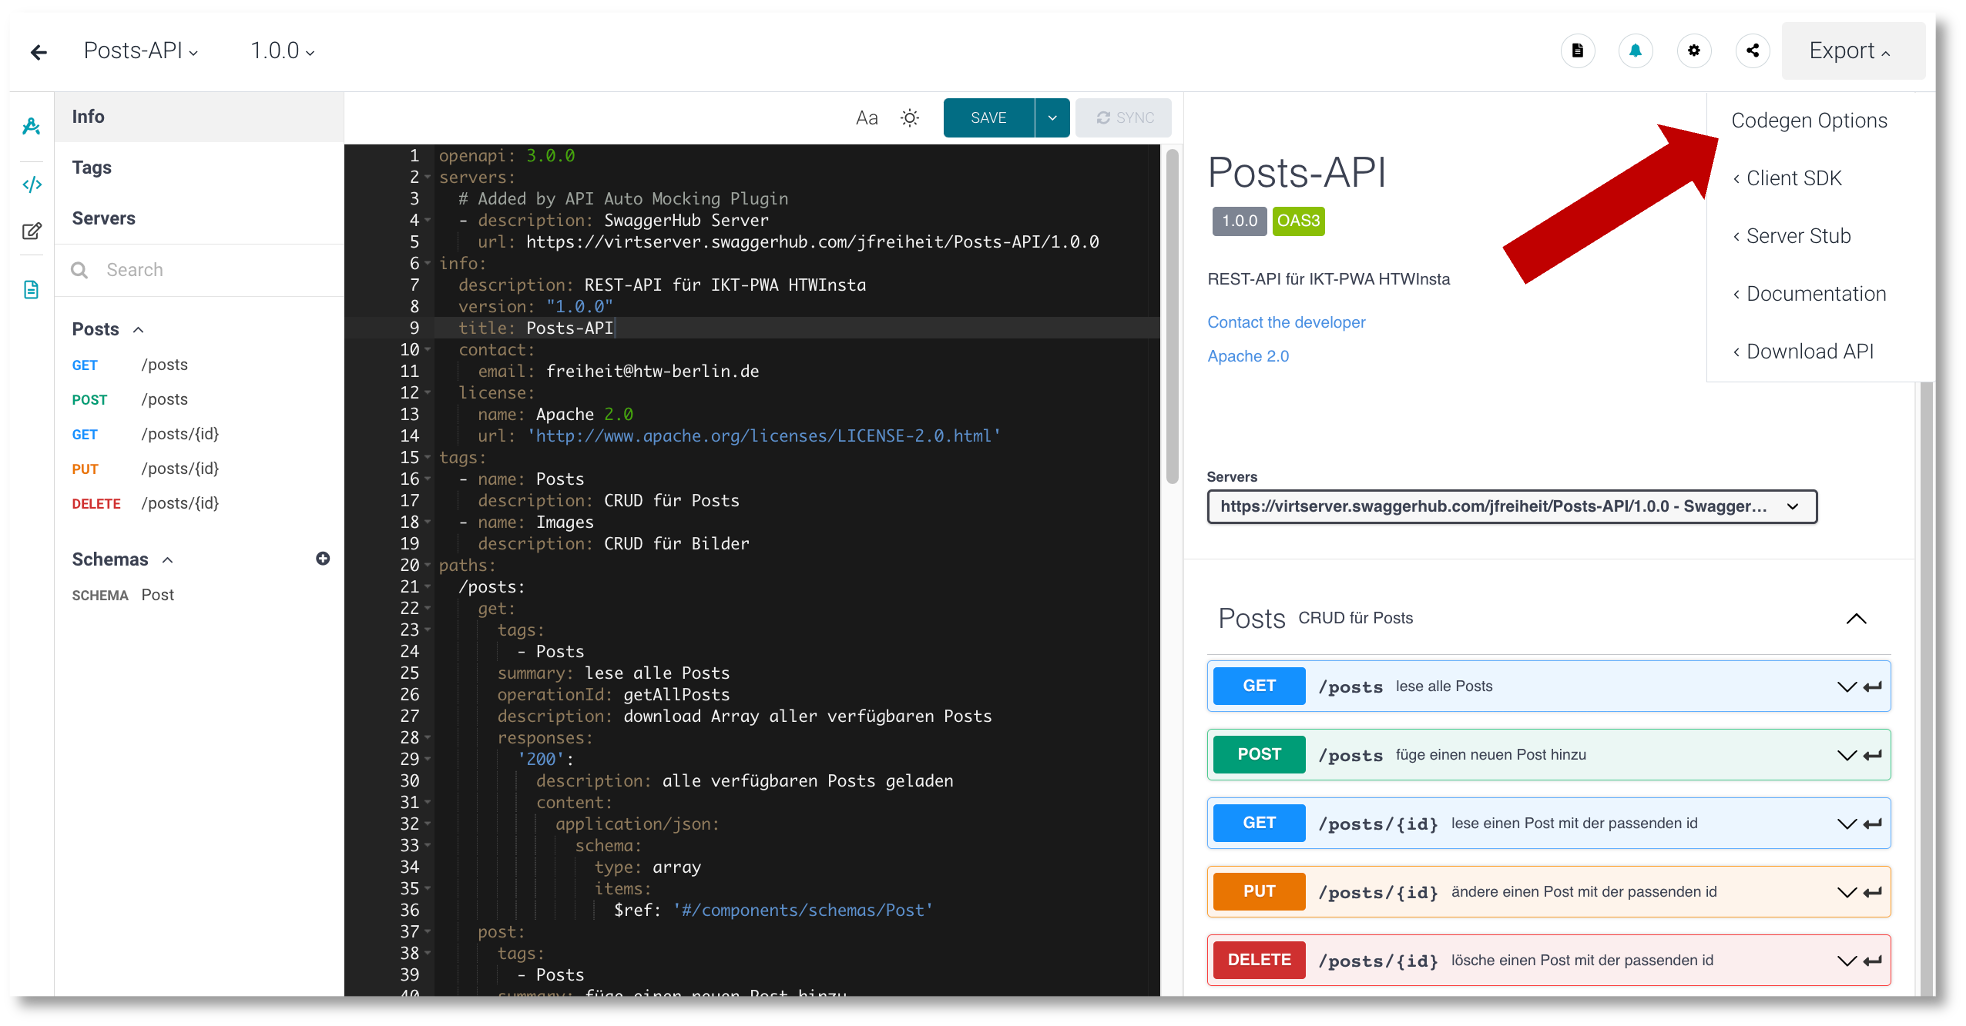 Posts-API
1.0.0
Export
Info
Tags
Servers
Search
Posts
GET /posts
POST /posts
GET /posts/{id}
PUT /posts/{id}
DELETE /posts/{id}
Schemas
SCHEMA Post
Aa
SAVE
SYNC
1 openapi: 3.0.0
2 servers:
3 # Added by API Auto Mocking Plugin
4 - description: SwaggerHub Server
5 url: https://virtserver.swaggerhub.com/jfreiheit/Posts-API/1.0.0
6 info:
7 description: REST-API für IKT-PWA HTWInsta
8 version: "1.0.0"
9 title: Posts-API
10 contact:
11 email: freiheit@htw-berlin.de
12 license:
13 name: Apache 2.0
14 url: 'http://www.apache.org/licenses/LICENSE-2.0.html'
15 tags:
16 - name: Posts
17 description: CRUD für Posts
18 - name: Images
19 description: CRUD für Bilder
20 paths:
21 /posts:
22 get:
23 tags:
24 - Posts
25 summary: lese alle Posts
26 operationId: getAllPosts
27 description: download Array aller verfügbaren Posts
28 responses:
29 '200':
30 description: alle verfügbaren Posts geladen
31 content:
32 application/json:
33 schema:
34 type: array
35 items:
36 $ref: '#/components/schemas/Post'
37 post:
38 tags:
39 - Posts
40 summary: füge einen neuen Post hinzu
Posts-API
1.0.0 OAS3
REST-API für IKT-PWA HTWInsta
Contact the developer
Apache 2.0
Codegen Options
‹ Client SDK
‹ Server Stub
‹ Documentation
‹ Download API
Servers
https://virtserver.swaggerhub.com/jfreiheit/Posts-API/1.0.0 - Swagger...
Posts CRUD für Posts
GET /posts lese alle Posts
POST /posts füge einen neuen Post hinzu
GET /posts/{id} lese einen Post mit der passenden id
PUT /posts/{id} ändere einen Post mit der passenden id
DELETE /posts/{id} lösche einen Post mit der passenden id